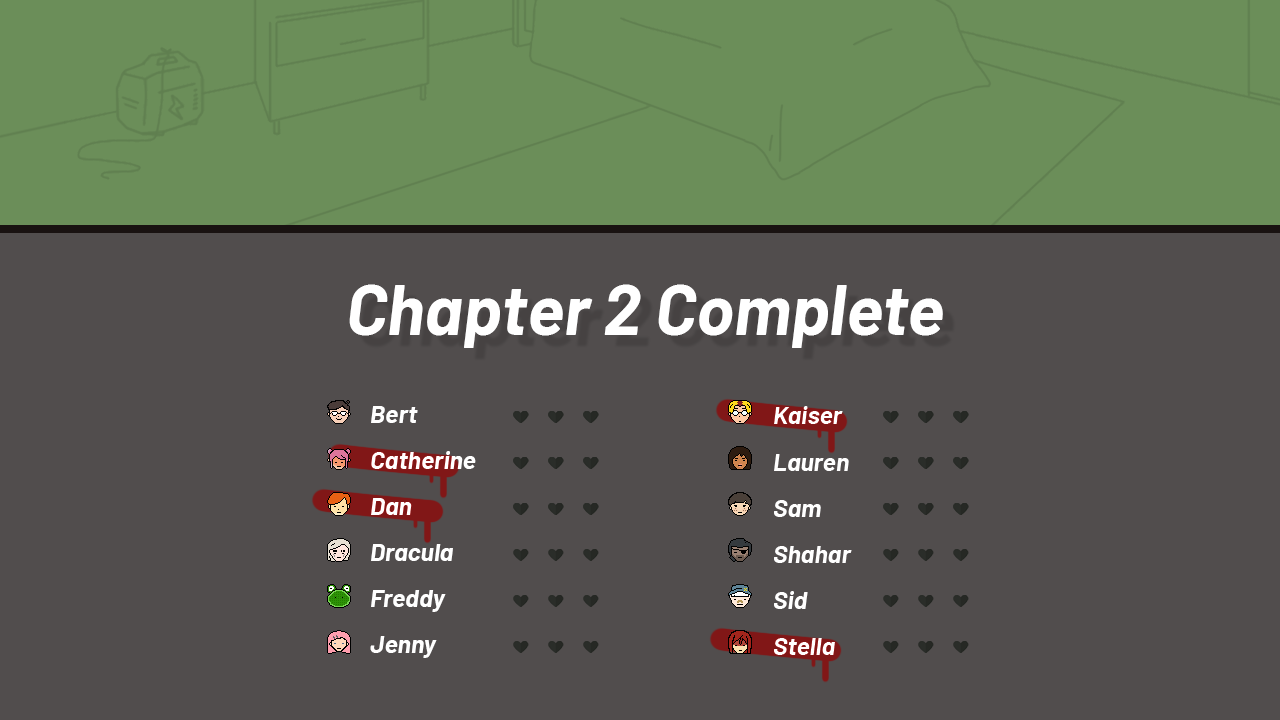 Chapter 2 Complete
Bert
Catherine
Dan
Dracula
Freddy
Jenny
Kaiser
Lauren
Sam
Shahar
Sid
Stella